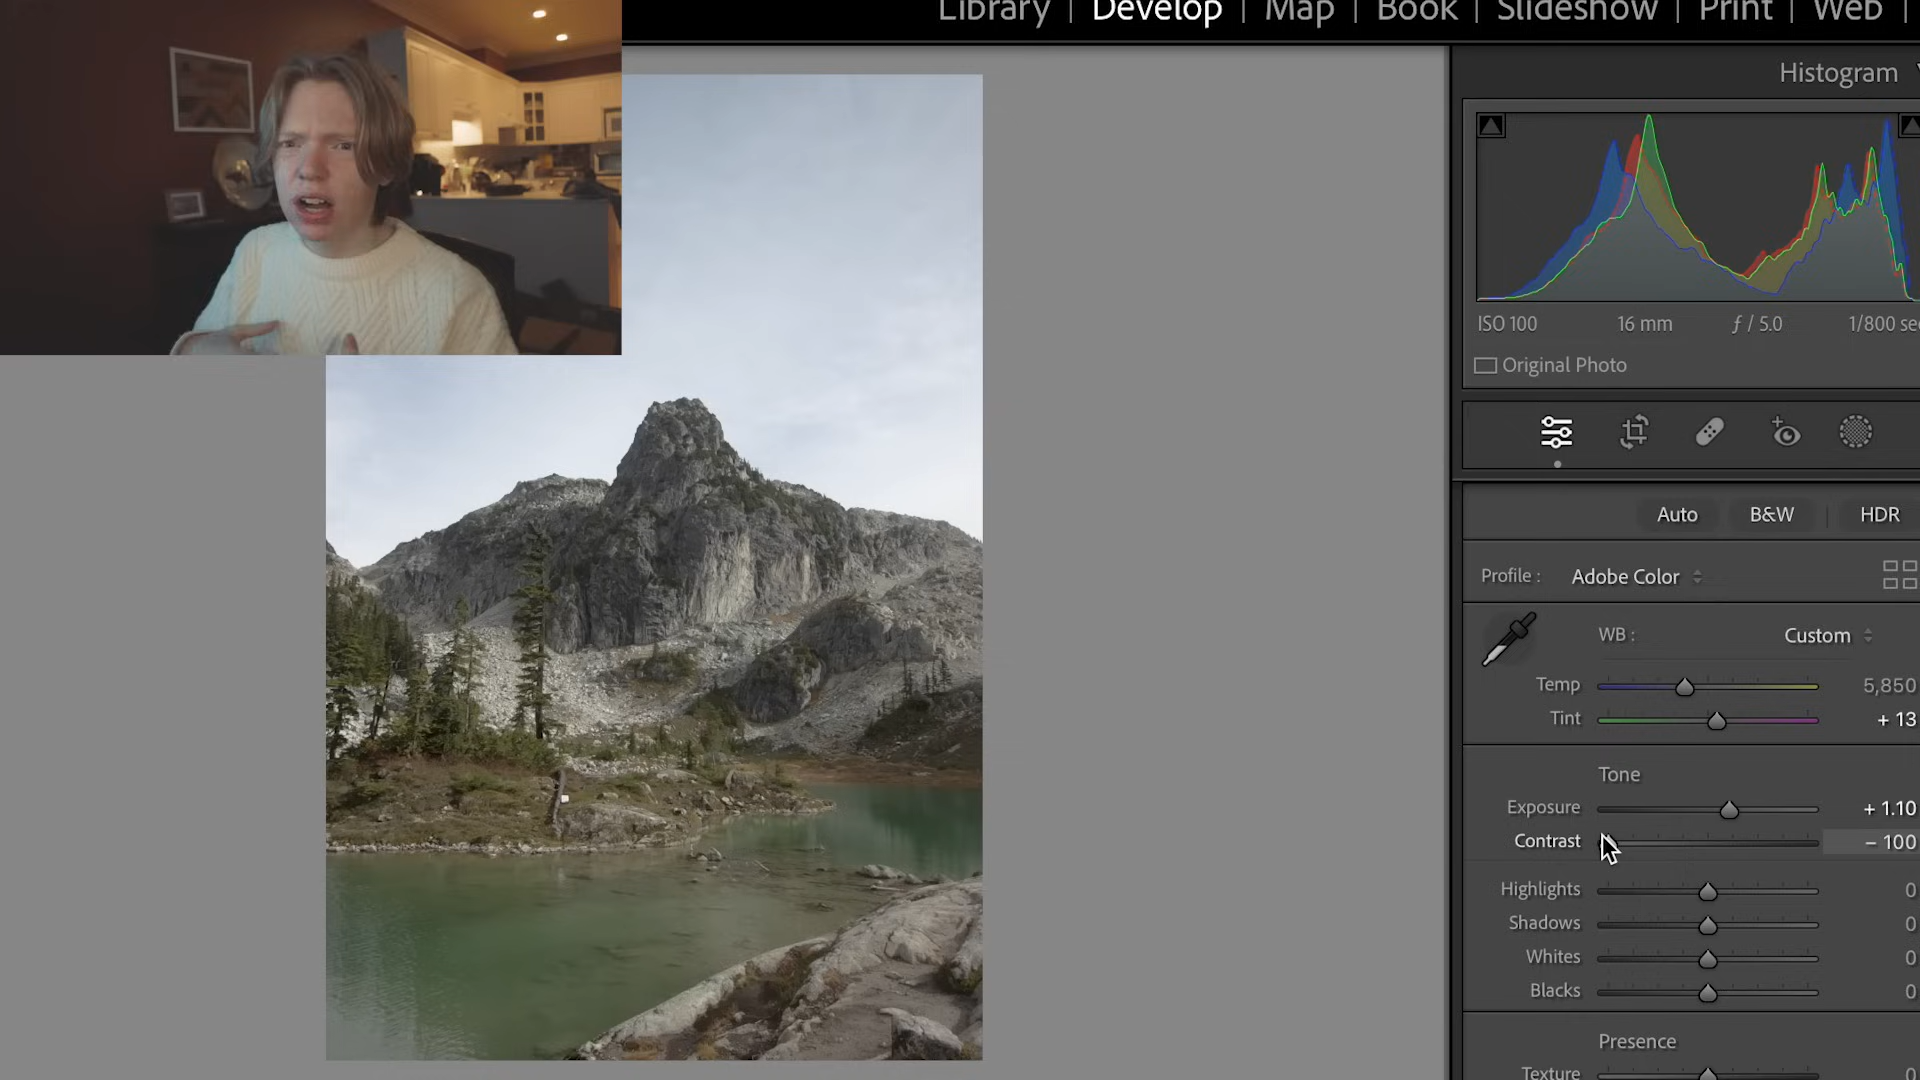 Library | Develop | Map | Book | Slideshow | Print | Web |
Histogram
ISO 100 16 mm ƒ / 5.0 1/800 sec
Original Photo
Auto B&W HDR
Profile : Adobe Color
WB : Custom
Temp 5,850
Tint + 13
Tone
Exposure + 1.10
Contrast – 100
Highlights 0
Shadows 0
Whites 0
Blacks 0
Presence
Texture 0